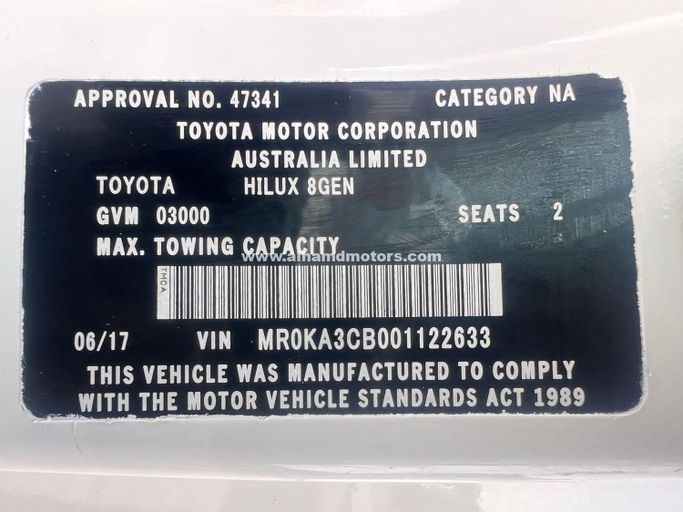 APPROVAL NO. 47341 CATEGORY NA
TOYOTA MOTOR CORPORATION
AUSTRALIA LIMITED
TOYOTA HILUX 8GEN
GVM 03000 SEATS 2
MAX. TOWING CAPACITY
www.alhamdmotors.com
TMCA
06/17 VIN MR0KA3CB001122633
THIS VEHICLE WAS MANUFACTURED TO COMPLY
WITH THE MOTOR VEHICLE STANDARDS ACT 1989